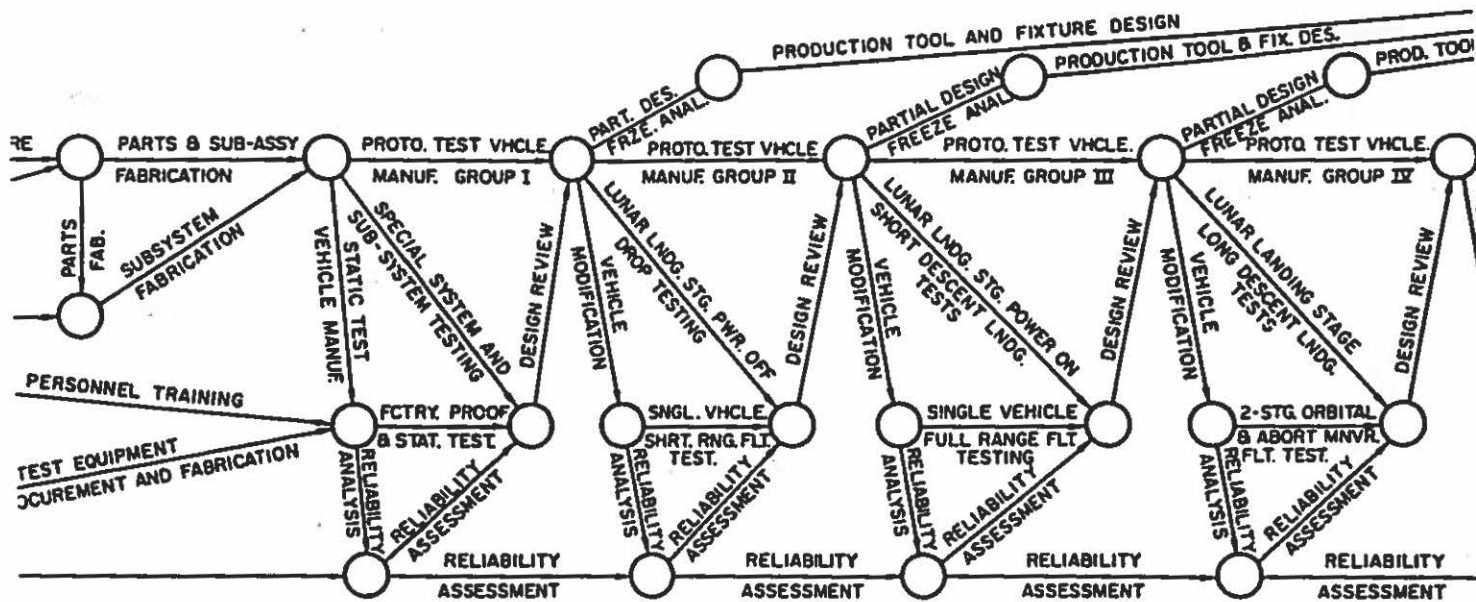 PRODUCTION TOOL AND FIXTURE DESIGN
PRODUCTION TOOL & FIX. DES.
PROD. TOOL
PART. DES.
FRZE. ANAL.
PARTIAL DESIGN
FREEZE ANAL.
PARTIAL DESIGN
FREEZE ANAL.
RE
PARTS & SUB-ASSY
FABRICATION
PROTO. TEST VHCLE
MANUF. GROUP I
PROTO. TEST VHCLE
MANUF. GROUP II
PROTO. TEST VHCLE.
MANUF. GROUP III
PROTO. TEST VHCLE
MANUF. GROUP IV
PARTS
FAB.
SUBSYSTEM
FABRICATION
STATIC TEST
VEHICLE MANUF.
SPECIAL SYSTEM AND
SUB-SYSTEM TESTING
DESIGN REVIEW
VEHICLE
MODIFICATION
LUNAR LNDG. STG. PWR. OFF
DROP TESTING
DESIGN REVIEW
VEHICLE
MODIFICATION
LUNAR LNDG. STG. POWER ON
SHORT DESCENT LNDG.
TESTS
DESIGN REVIEW
VEHICLE
MODIFICATION
LUNAR LANDING STAGE
LONG DESCENT LNDG.
TESTS
DESIGN REVIEW
PERSONNEL TRAINING
TEST EQUIPMENT
OCUREMENT AND FABRICATION
FCTRY. PROOF
& STAT. TEST.
SNGL. VHCLE.
SHRT. RNG. FLT.
TEST.
SINGLE VEHICLE
FULL RANGE FLT.
TESTING
2-STG. ORBITAL
& ABORT MNVR.
FLT. TEST.
RELIABILITY
ANALYSIS
RELIABILITY
ASSESSMENT
RELIABILITY
ANALYSIS
RELIABILITY
ASSESSMENT
RELIABILITY
ANALYSIS
RELIABILITY
ASSESSMENT
RELIABILITY
ANALYSIS
RELIABILITY
ASSESSMENT
RELIABILITY
ASSESSMENT
RELIABILITY
ASSESSMENT
RELIABILITY
ASSESSMENT
RELIABILITY
ASSESSMENT